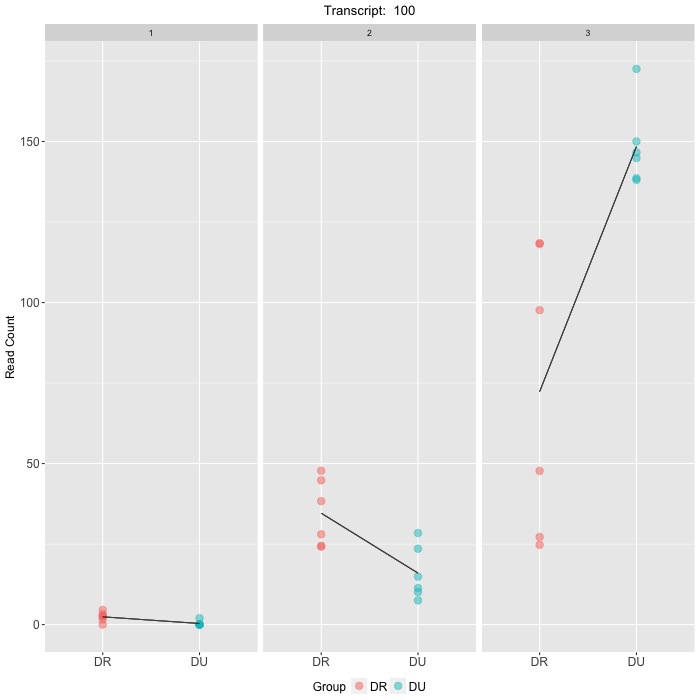 Transcript:  100
1 2 3
Read Count
150
100
50
0
DR DU DR DU DR DU
Group DR DU